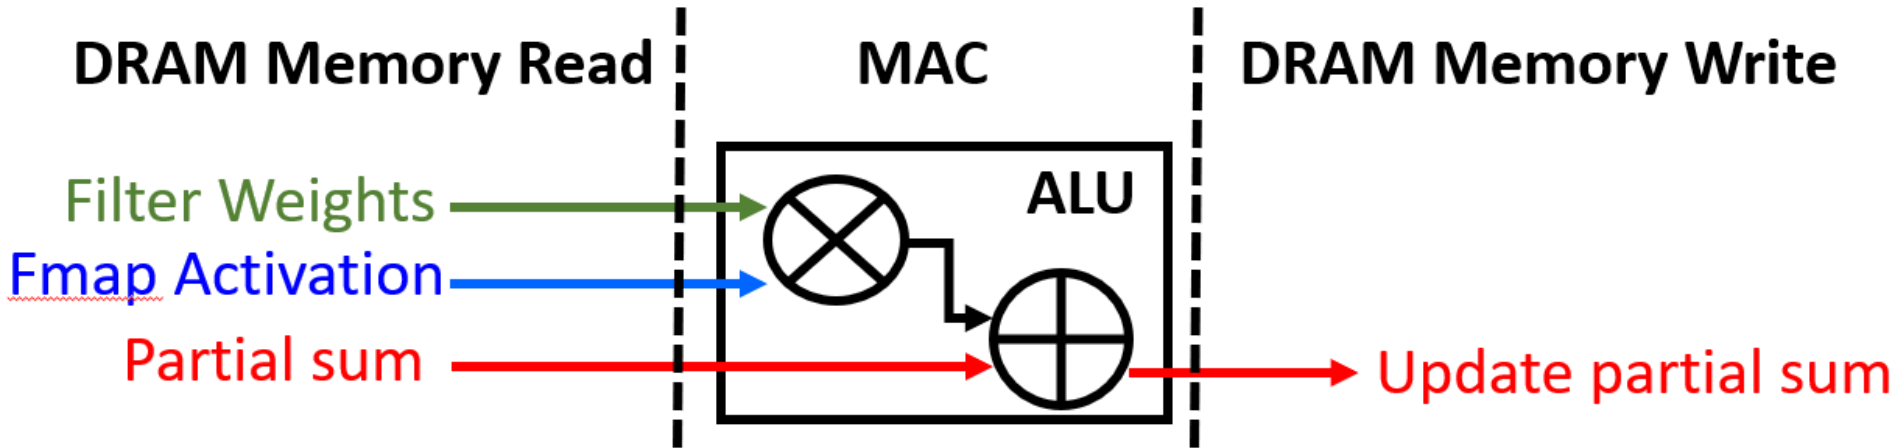 DRAM Memory Read
MAC
DRAM Memory Write
ALU
Filter Weights
Fmap Activation
Partial sum
Update partial sum